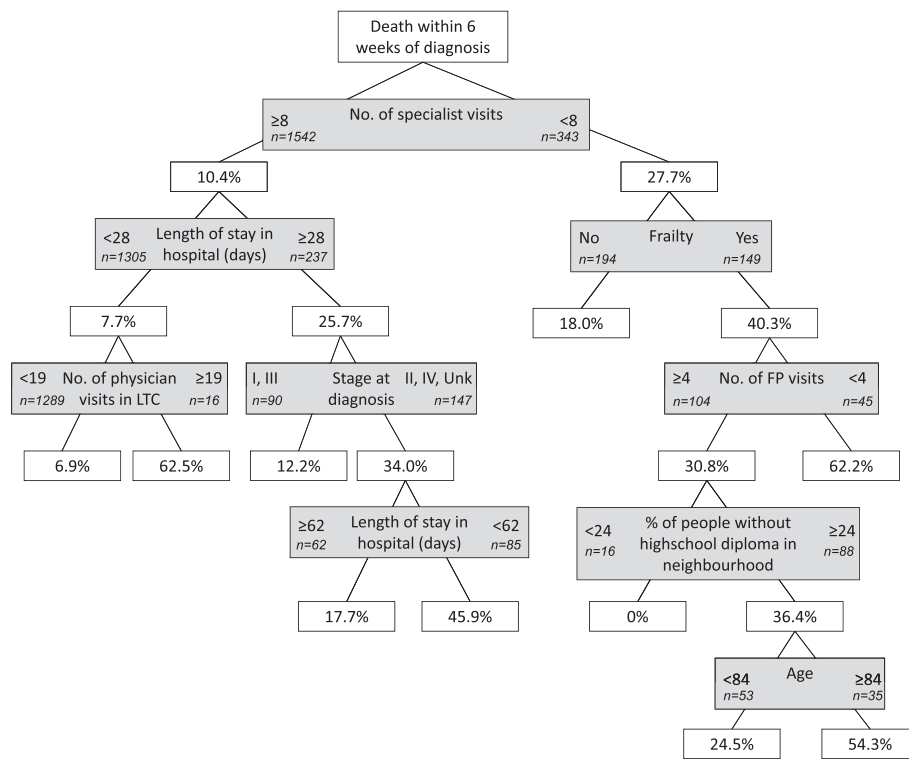 Death within 6
weeks of diagnosis
≥8 No. of specialist visits <8
n=1542 n=343
10.4% 27.7%
<28 Length of stay in ≥28
n=1305 hospital (days) n=237
No Frailty Yes
n=194 n=149
7.7% 25.7% 18.0% 40.3%
<19 No. of physician ≥19
n=1289 visits in LTC n=16
I, III Stage at II, IV, Unk
n=90 diagnosis n=147
≥4 No. of FP visits <4
n=104 n=45
6.9% 62.5% 12.2% 34.0% 30.8% 62.2%
≥62 Length of stay in <62
n=62 hospital (days) n=85
<24 % of people without ≥24
n=16 highschool diploma in n=88
neighbourhood
17.7% 45.9% 0% 36.4%
<84 Age ≥84
n=53 n=35
24.5% 54.3%